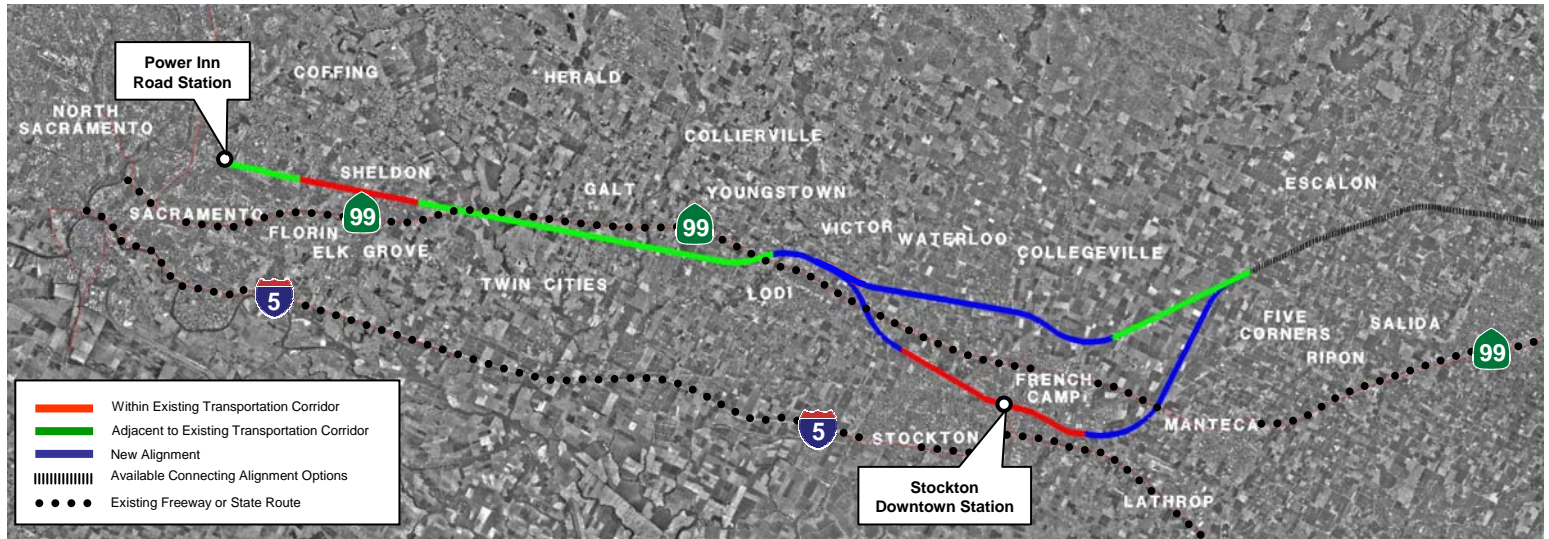 Power Inn
Road Station
COFFING
HERALD
NORTH
SACRAMENTO
COLLIERVILLE
SHELDON
GALT
YOUNGSTOWN
ESCALON
SACRAMENTO
99
FLORIN
99
VICTOR
WATERLOO
ELK GROVE
COLLEGEVILLE
TWIN CITIES
LODI
5
FIVE
CORNERS
SALIDA
RIPON
99
FRENCH
CAMP
MANTECA
5
STOCKTON
LATHROP
Stockton
Downtown Station
Within Existing Transportation Corridor
Adjacent to Existing Transportation Corridor
New Alignment
Available Connecting Alignment Options
Existing Freeway or State Route